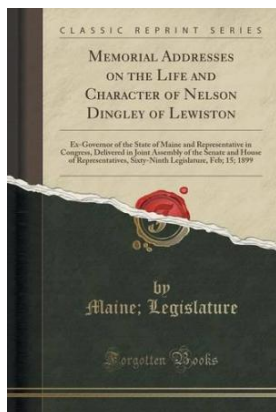 CLASSIC REPRINT SERIES
MEMORIAL ADDRESSES
ON THE LIFE AND
CHARACTER OF NELSON
DINGLEY OF LEWISTON
Ex-Governor of the State of Maine and Representative in
Congress, Delivered in Joint Assembly of the Senate and House
of Representatives, Sixty-Ninth Legislature, Feb; 15; 1899
by
Maine; Legislature
Forgotten Books